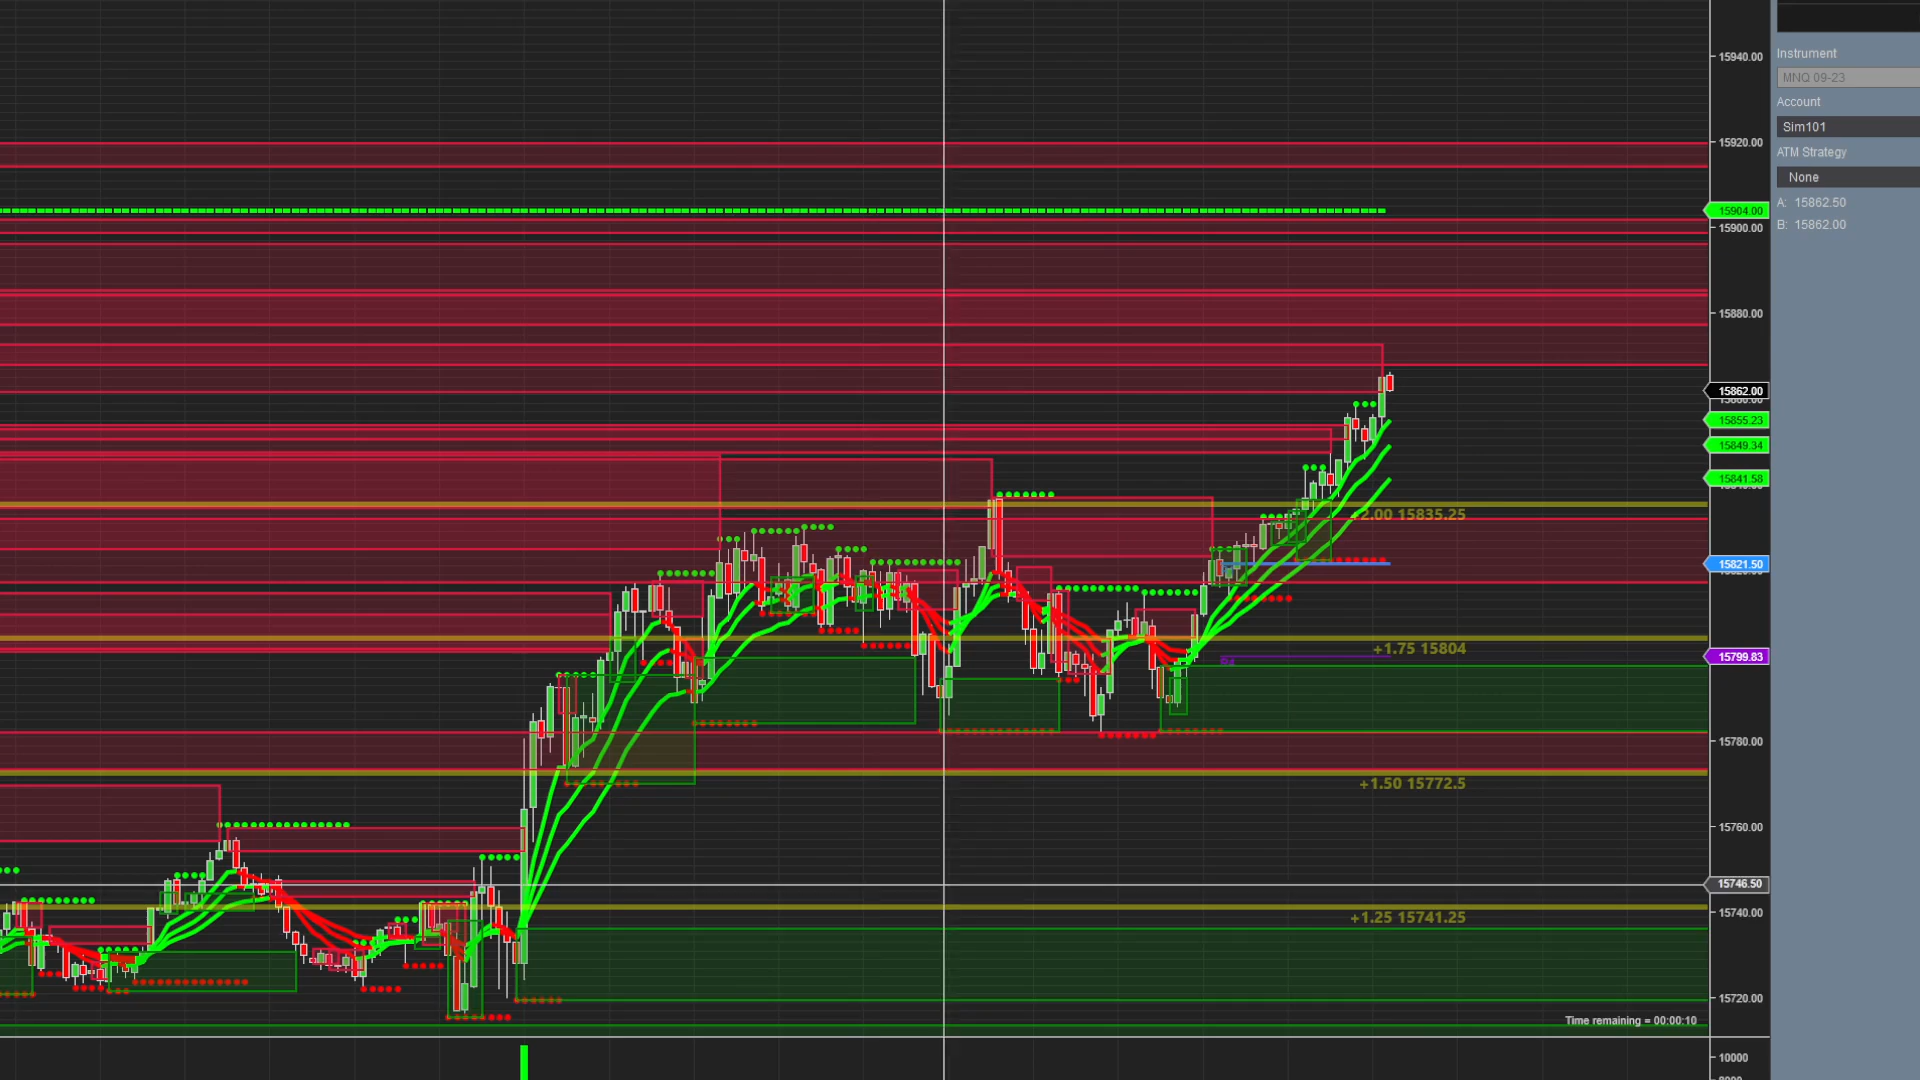 15940.00
Instrument
MNQ 09-23
Account
Sim101
15920.00
ATM Strategy
None
A: 15862.50
15904.00
B: 15862.00
15900.00
15880.00
15862.00
15855.23
15849.34
15841.58
+2.00 15835.25
15821.50
+1.75 15804
15799.83
15780.00
+1.50 15772.5
15760.00
15746.50
15740.00
+1.25 15741.25
15720.00
Time remaining = 00:00:10
10000